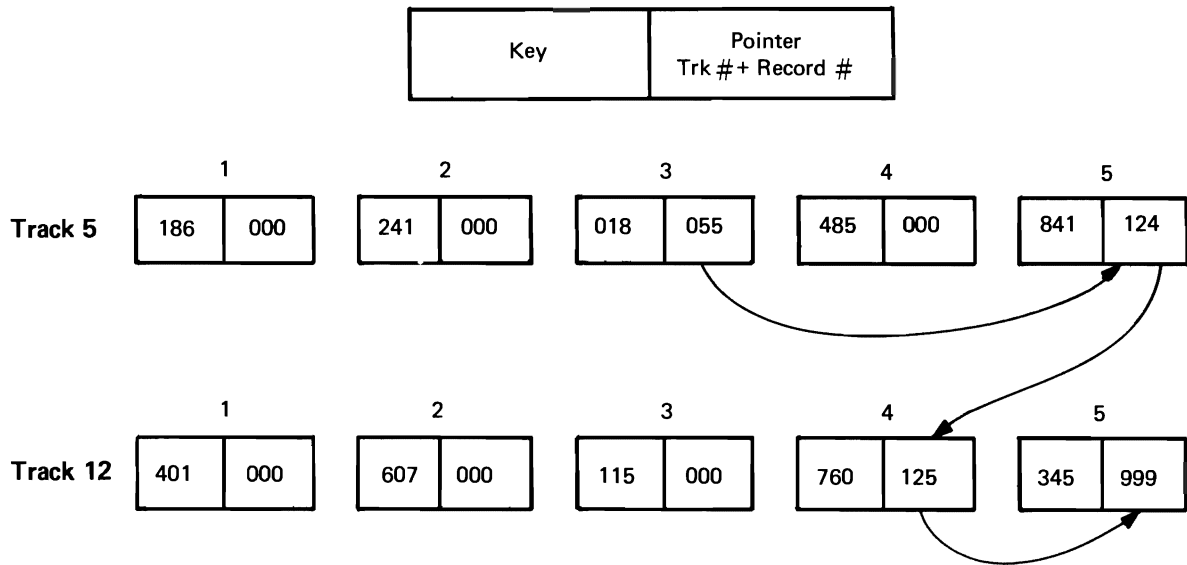 Key
Pointer
Trk # + Record #
1 2 3 4 5
Track 5 186 000 241 000 018 055 485 000 841 124
1 2 3 4 5
Track 12 401 000 607 000 115 000 760 125 345 999